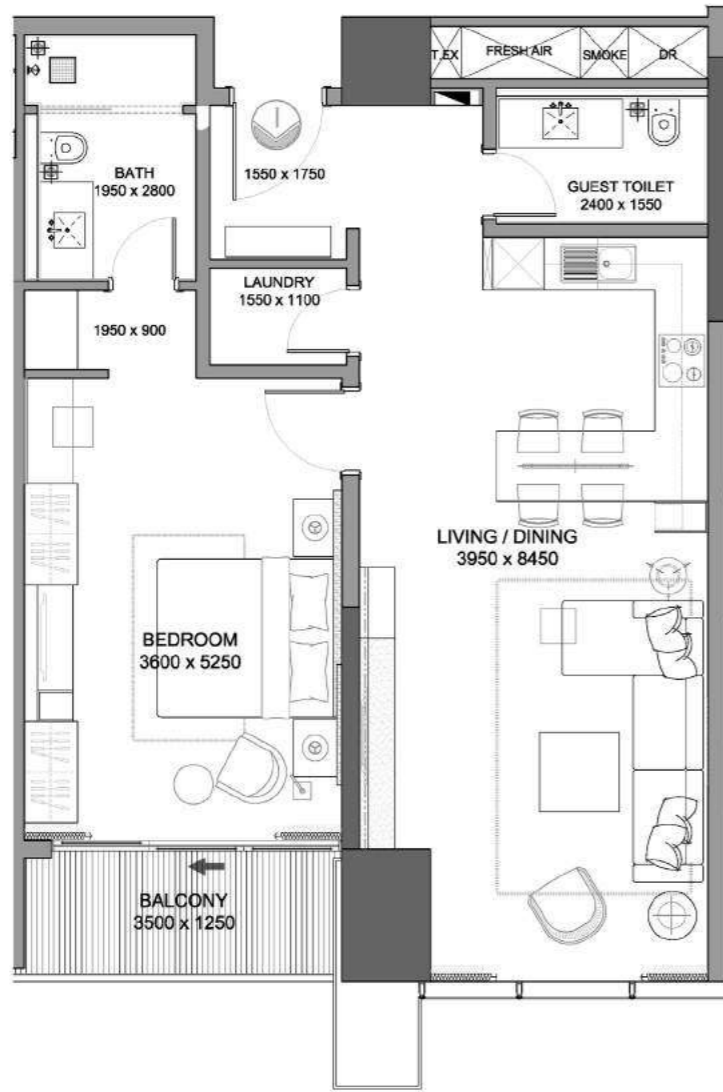 T.EX
FRESH AIR
SMOKE
DR
BATH
1950 x 2800
1550 x 1750
GUEST TOILET
2400 x 1550
LAUNDRY
1550 x 1100
1950 x 900
LIVING / DINING
3950 x 8450
BEDROOM
3600 x 5250
BALCONY
3500 x 1250